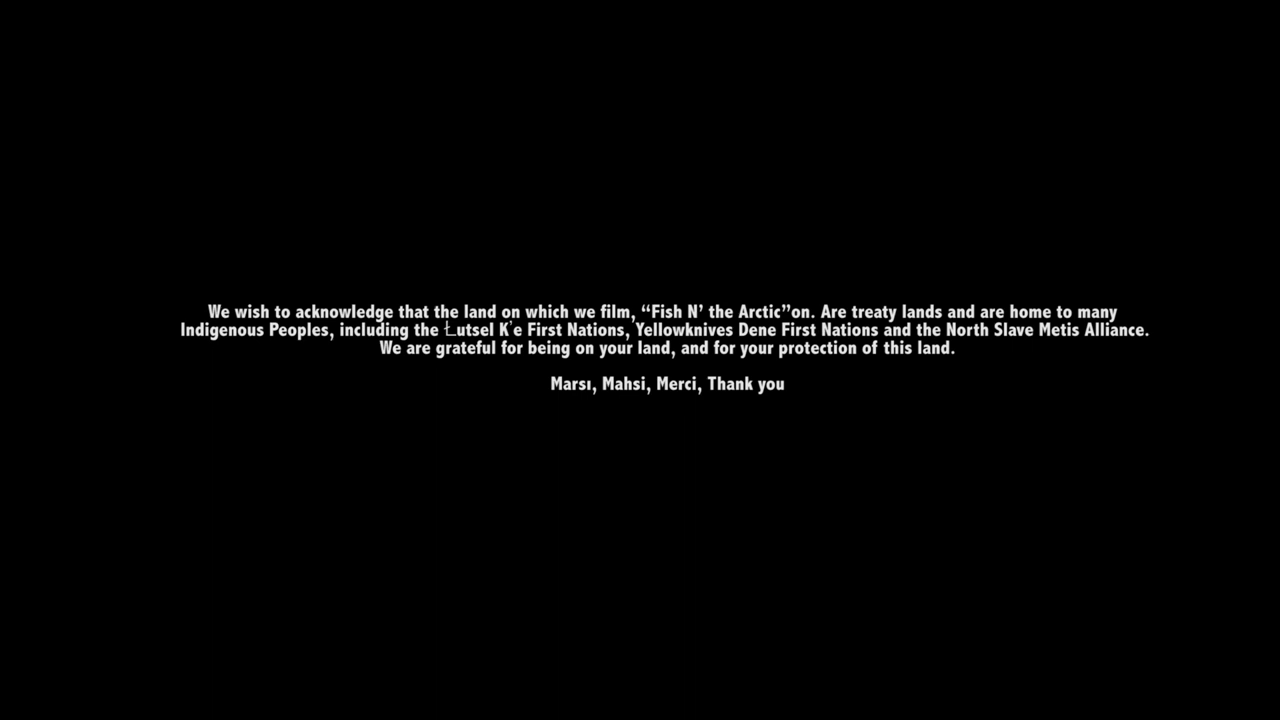 We wish to acknowledge that the land on which we film, “Fish N’ the Arctic”on. Are treaty lands and are home to many
Indigenous Peoples, including the Łutsel K’e First Nations, Yellowknives Dene First Nations and the North Slave Metis Alliance.
We are grateful for being on your land, and for your protection of this land.
Marsı, Mahsi, Merci, Thank you